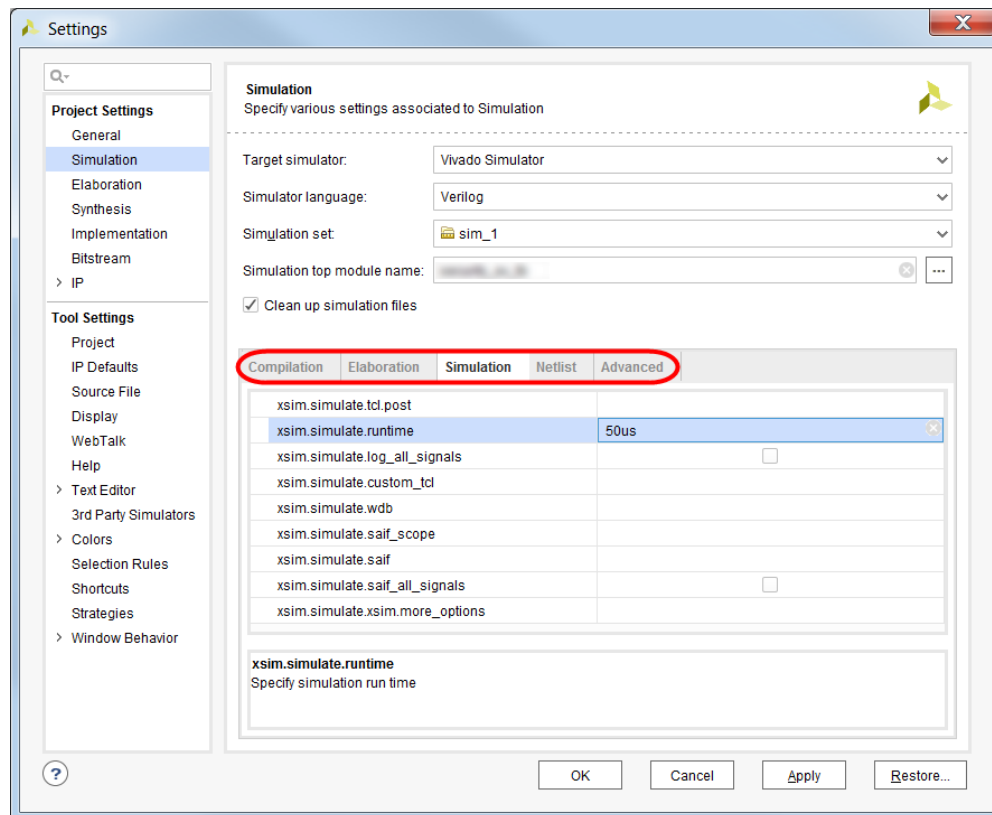 Settings
X
Project Settings
General
Simulation
Elaboration
Synthesis
Implementation
Bitstream
> IP
Tool Settings
Project
IP Defaults
Source File
Display
WebTalk
Help
> Text Editor
3rd Party Simulators
> Colors
Selection Rules
Shortcuts
Strategies
> Window Behavior
Simulation
Specify various settings associated to Simulation
Target simulator: Vivado Simulator
Simulator language: Verilog
Simulation set: sim_1
Simulation top module name: ...
Clean up simulation files
Compilation Elaboration Simulation Netlist Advanced
xsim.simulate.tcl.post
xsim.simulate.runtime 50us
xsim.simulate.log_all_signals
xsim.simulate.custom_tcl
xsim.simulate.wdb
xsim.simulate.saif_scope
xsim.simulate.saif
xsim.simulate.saif_all_signals
xsim.simulate.xsim.more_options
xsim.simulate.runtime
Specify simulation run time
? OK Cancel Apply Restore...